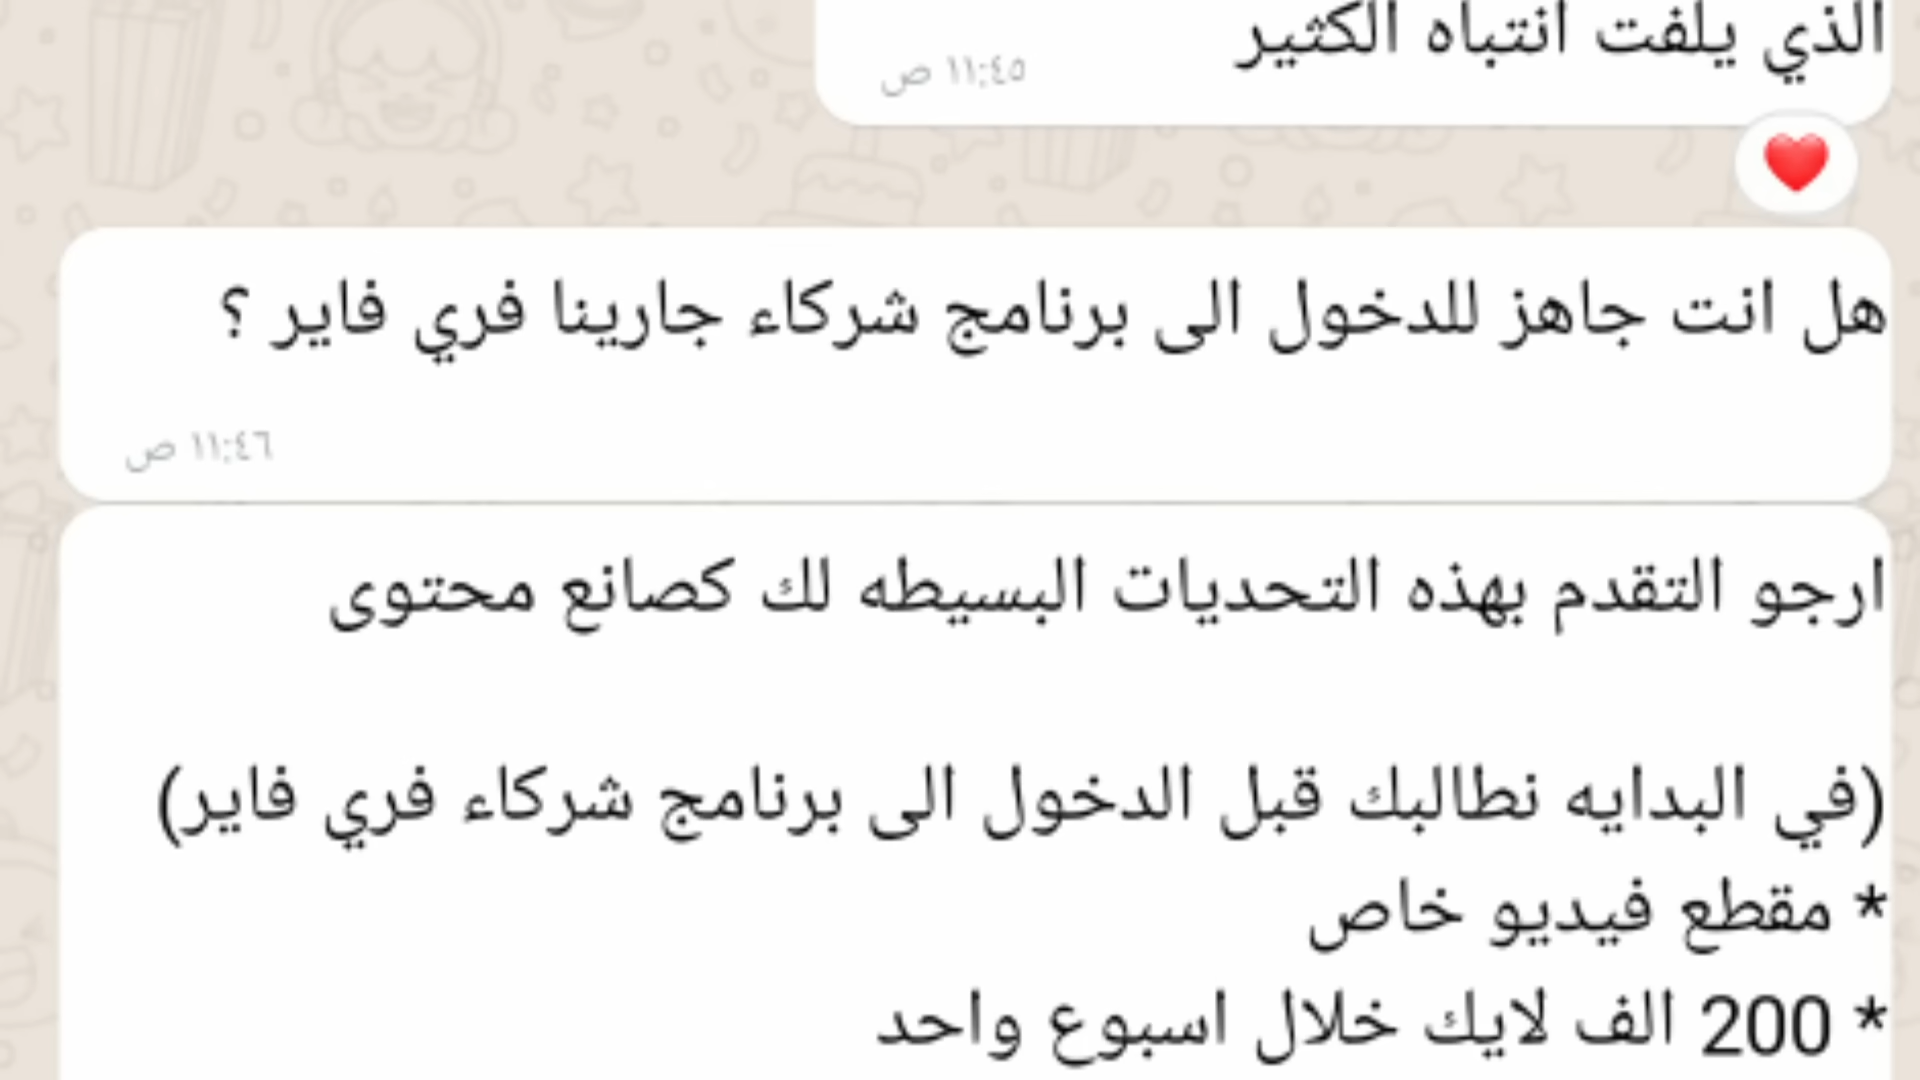 الذي يلفت انتباه الكثير
١١:٤٥ ص
هل انت جاهز للدخول الى برنامج شركاء جارينا فري فاير ؟
١١:٤٦ ص
ارجو التقدم بهذه التحديات البسيطه لك كصانع محتوى
(في البدايه نطالبك قبل الدخول الى برنامج شركاء فري فاير)
* مقطع فيديو خاص
* 200 الف لايك خلال اسبوع واحد